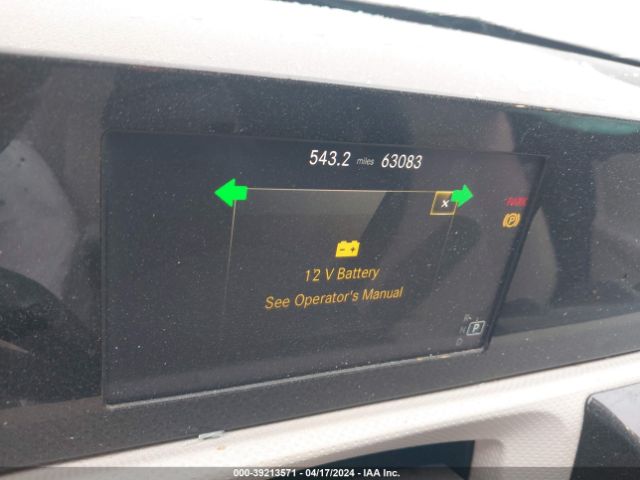 543.2 miles 63083
x
PARK
P
12 V Battery
See Operator's Manual
R
N P
D
000-39213571 - 04/17/2024 - IAA Inc.